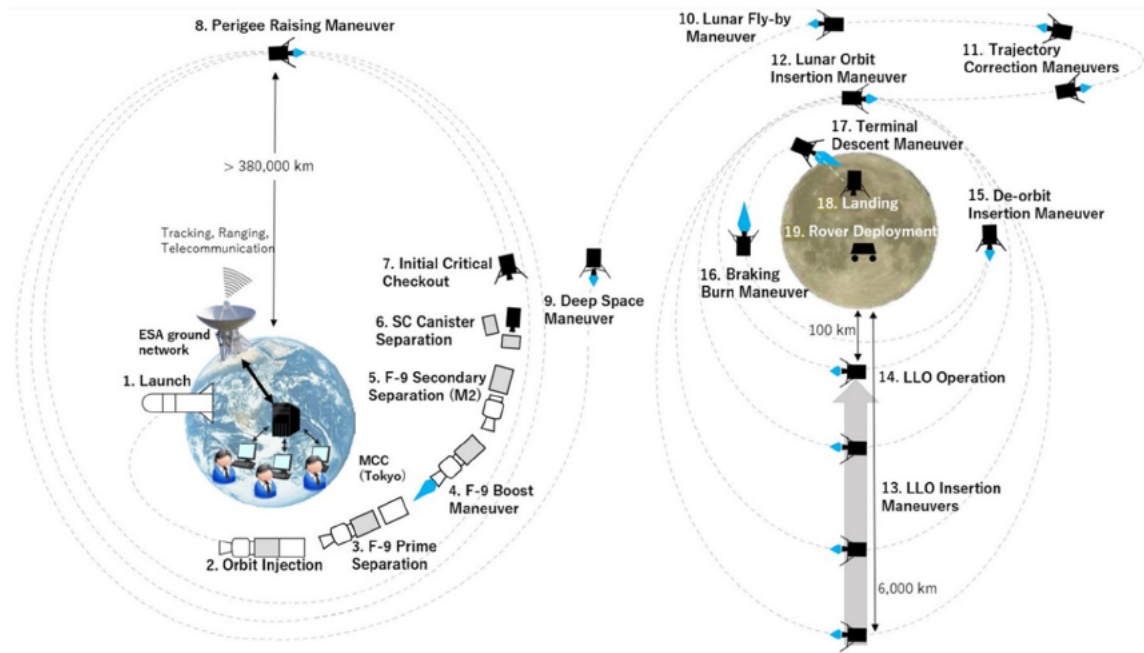 8. Perigee Raising Maneuver
> 380,000 km
Tracking, Ranging,
Telecommunication
ESA ground
network
1. Launch
MCC
(Tokyo)
2. Orbit Injection
3. F-9 Prime
Separation
4. F-9 Boost
Maneuver
5. F-9 Secondary
Separation (M2)
6. SC Canister
Separation
7. Initial Critical
Checkout
9. Deep Space
Maneuver
10. Lunar Fly-by
Maneuver
11. Trajectory
Correction Maneuvers
12. Lunar Orbit
Insertion Maneuver
17. Terminal
Descent Maneuver
18. Landing
19. Rover Deployment
15. De-orbit
Insertion Maneuver
16. Braking
Burn Maneuver
100 km
14. LLO Operation
13. LLO Insertion
Maneuvers
6,000 km